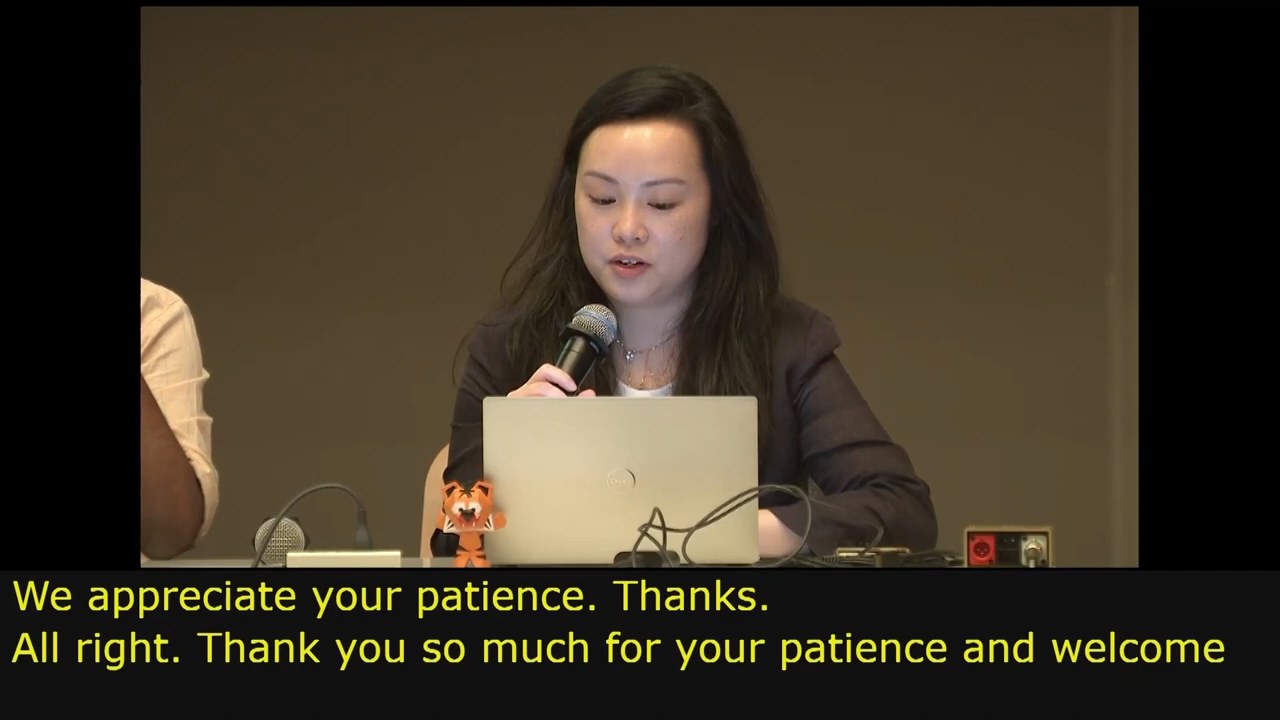 We appreciate your patience. Thanks.
All right. Thank you so much for your patience and welcome